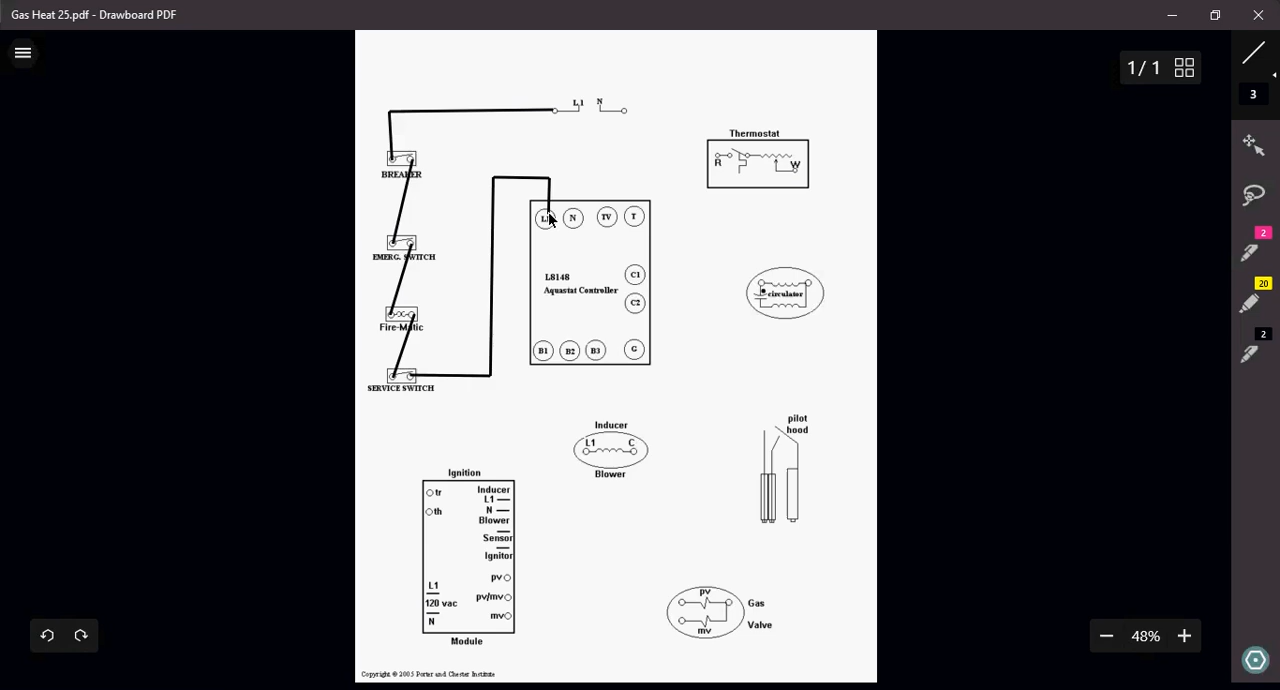 Gas Heat 25.pdf - Drawboard PDF
1/1
3
L1 N
Thermostat
R W
BREAKER
2
EMERG. SWITCH
N TV T
L8148
Aquastat Controller
C1
C2
circulator
20
2
Fire-Matic
B1 B2 B3 G
SERVICE SWITCH
Inducer
L1 C
Blower
pilot
hood
Ignition
tr
th
Inducer
L1
N
Blower
Sensor
Ignitor
pv
pv/mv
mv
L1
120 vac
N
Module
pv
mv
Gas
Valve
48%
Copyright © 2005 Porter and Chester Institute